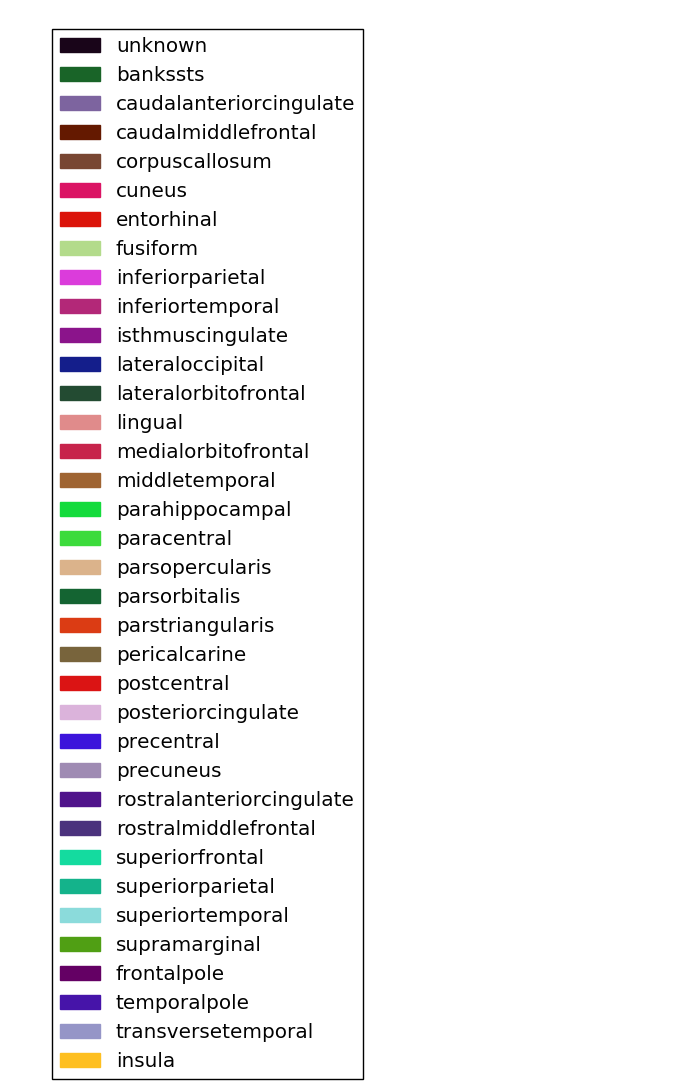 unknown
bankssts
caudalanteriorcingulate
caudalmiddlefrontal
corpuscallosum
cuneus
entorhinal
fusiform
inferiorparietal
inferiortemporal
isthmuscingulate
lateraloccipital
lateralorbitofrontal
lingual
medialorbitofrontal
middletemporal
parahippocampal
paracentral
parsopercularis
parsorbitalis
parstriangularis
pericalcarine
postcentral
posteriorcingulate
precentral
precuneus
rostralanteriorcingulate
rostralmiddlefrontal
superiorfrontal
superiorparietal
superiortemporal
supramarginal
frontalpole
temporalpole
transversetemporal
insula